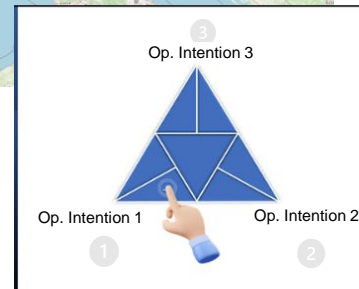 3
Op. Intention 3
Op. Intention 1
Op. Intention 2
1
2